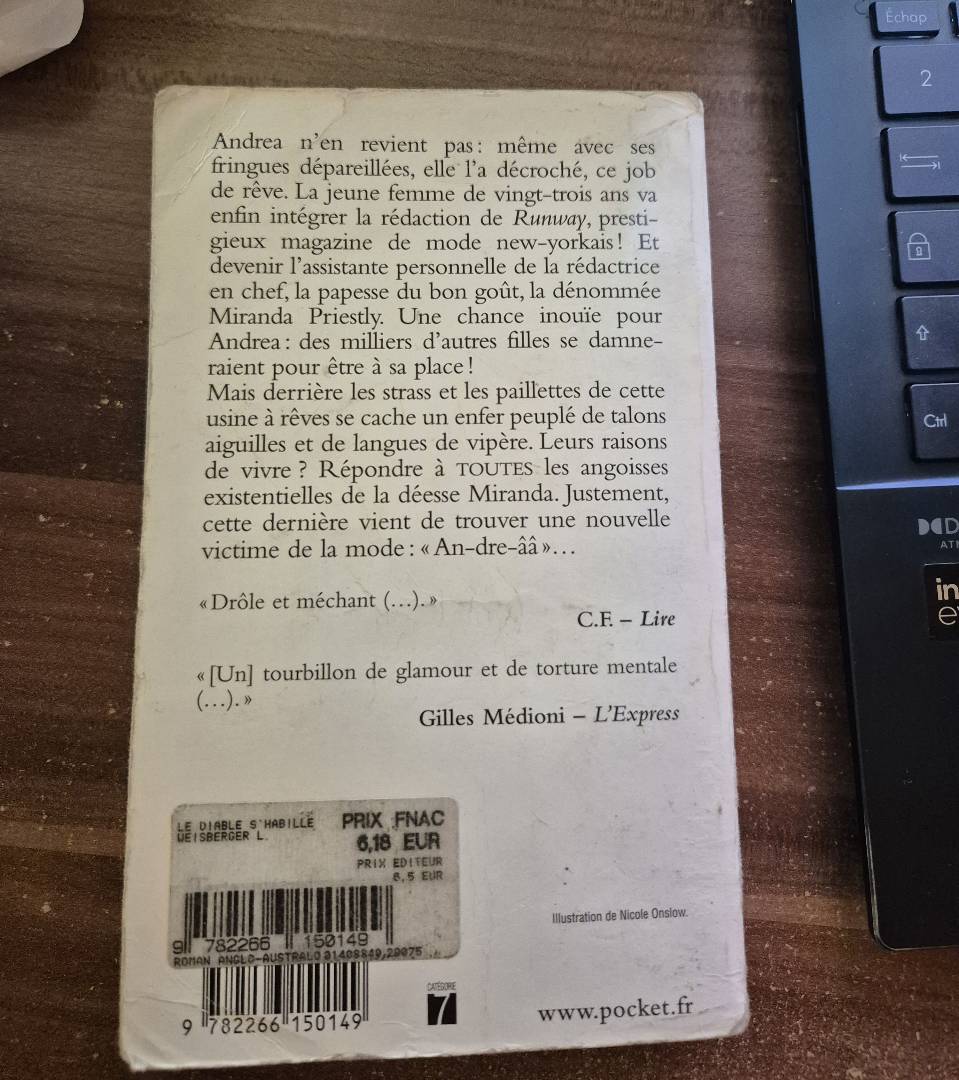 Andrea n'en revient pas : même avec ses
fringues dépareillées, elle l'a décroché, ce job
de rêve. La jeune femme de vingt-trois ans va
enfin intégrer la rédaction de Runway, presti-
gieux magazine de mode new-yorkais ! Et
devenir l'assistante personnelle de la rédactrice
en chef, la papesse du bon goût, la dénommée
Miranda Priestly. Une chance inouïe pour
Andrea : des milliers d'autres filles se damne-
raient pour être à sa place !
Mais derrière les strass et les paillettes de cette
usine à rêves se cache un enfer peuplé de talons
aiguilles et de langues de vipère. Leurs raisons
de vivre ? Répondre à TOUTES les angoisses
existentielles de la déesse Miranda. Justement,
cette dernière vient de trouver une nouvelle
victime de la mode : « An-dre-ââ »…
« Drôle et méchant (…). »
C.F. – Lire
« [Un] tourbillon de glamour et de torture mentale
(…). »
Gilles Médioni – L'Express
LE DIABLE S'HABILLE
WEISBERGER L.
PRIX FNAC
6,18 EUR
PRIX EDITEUR
6,5 EUR
9 782266 150149
ROMAN ANGLO-AUSTRALO
9 782266 150149
CATÉGORIE
7
Illustration de Nicole Onslow.
www.pocket.fr
Échap
2
Ctrl